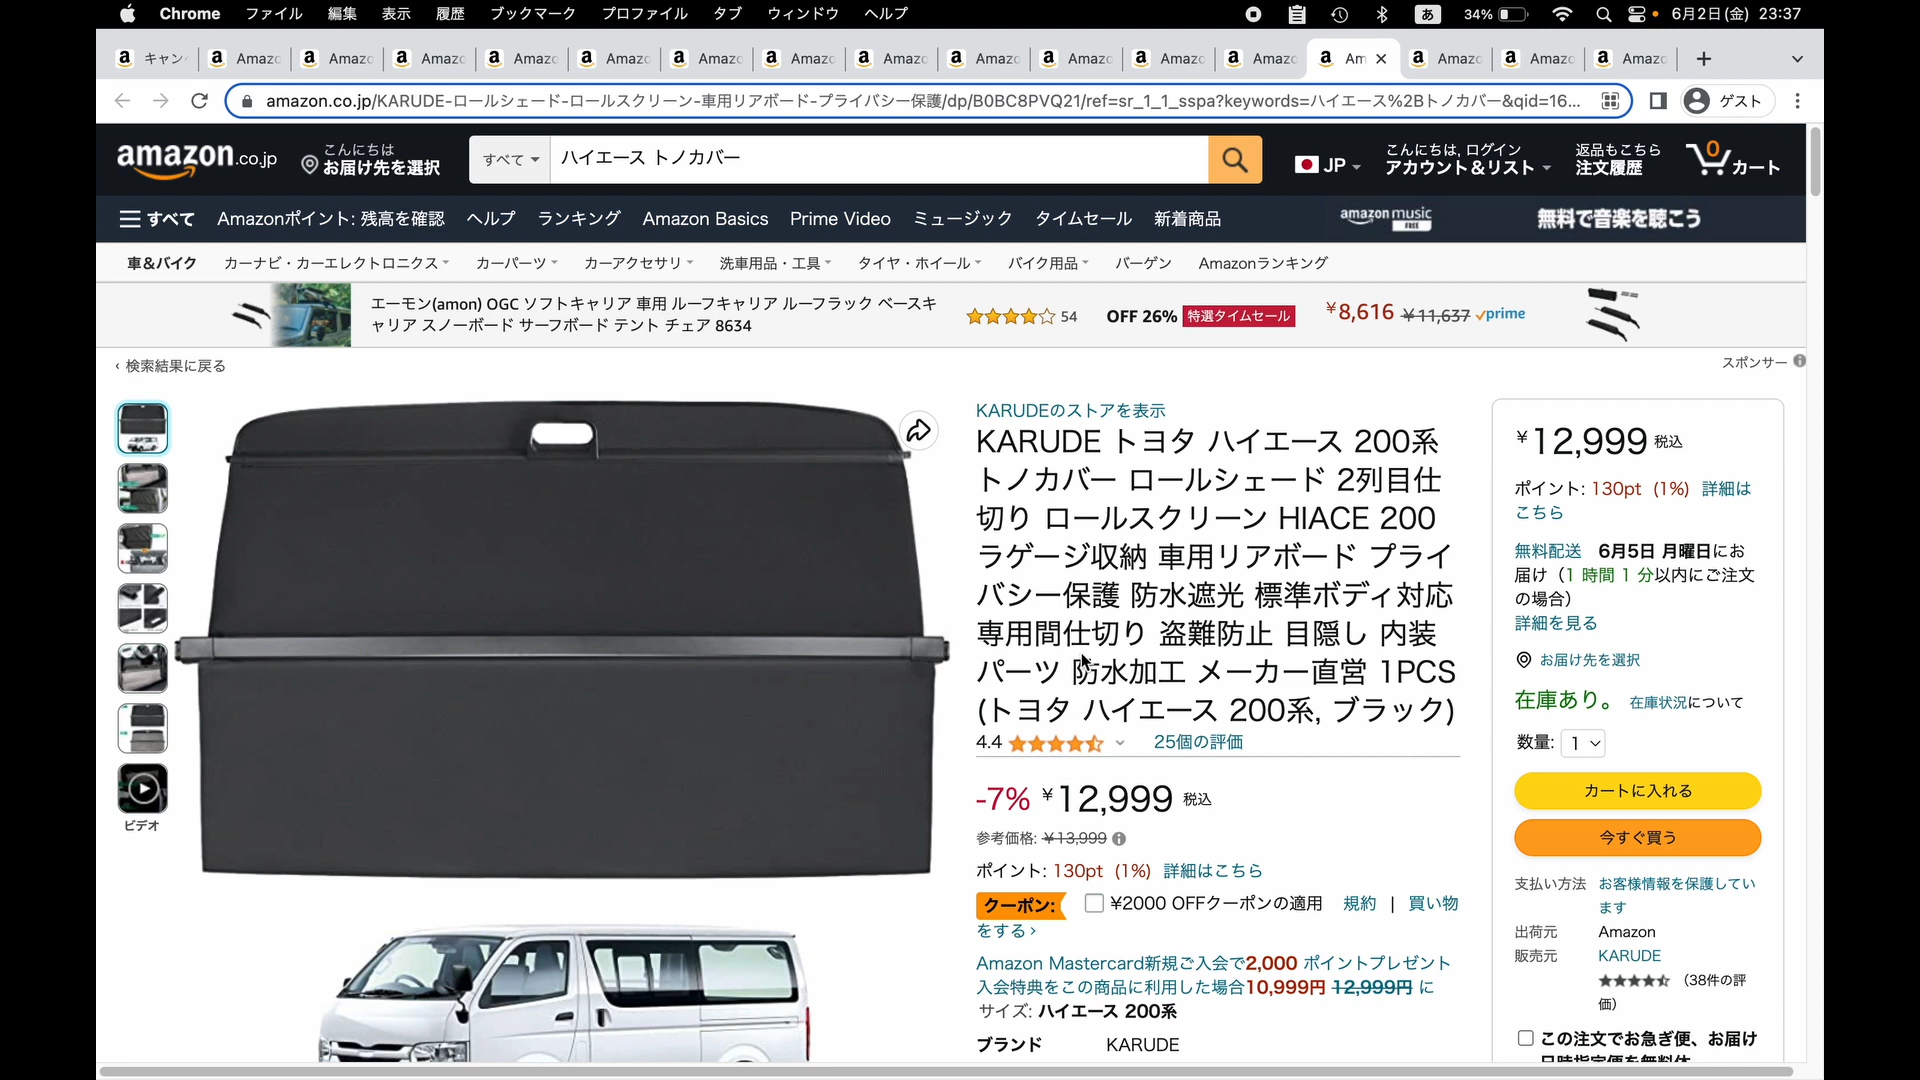 Chrome ファイル 編集 表示 履歴 ブックマーク プロファイル タブ ウィンドウ ヘルプ あ 34% 6月2日(金) 23:37
キャン Amazo Amazo Amazo Amazo Amazo Amazo Amazo Amazo Amazo Amazo Amazo Amazo Am Amazo Amazo Amazo
amazon.co.jp/KARUDE-ロールシェード-ロールスクリーン-車用リアボード-プライバシー保護/dp/B0BC8PVQ21/ref=sr_1_1_sspa?keywords=ハイエース%2Bトノカバー&qid=16... ゲスト
amazon.co.jp こんにちは お届け先を選択 すべて ハイエース トノカバー JP こんにちは, ログイン アカウント＆リスト 返品もこちら 注文履歴 0 カート
すべて Amazonポイント: 残高を確認 ヘルプ ランキング Amazon Basics Prime Video ミュージック タイムセール 新着商品 amazon music FREE 無料で音楽を聴こう
車&バイク カーナビ・カーエレクトロニクス カーパーツ カーアクセサリ 洗車用品・工具 タイヤ・ホイール バイク用品 バーゲン Amazonランキング
エーモン(amon) OGC ソフトキャリア 車用 ルーフキャリア ルーフラック ベースキ
ャリア スノーボード サーフボード テント チェア 8634
54 OFF 26% 特選タイムセール ¥8,616 ¥11,637 prime
‹ 検索結果に戻る
スポンサー
ビデオ
KARUDEのストアを表示
KARUDE トヨタ ハイエース 200系
トノカバー ロールシェード 2列目仕
切り ロールスクリーン HIACE 200
ラゲージ収納 車用リアボード プライ
バシー保護 防水遮光 標準ボディ対応
専用間仕切り 盗難防止 目隠し 内装
パーツ 防水加工 メーカー直営 1PCS
(トヨタ ハイエース 200系, ブラック)
4.4 25個の評価
-7% ¥12,999 税込
参考価格: ¥13,999
ポイント: 130pt (1%) 詳細はこちら
クーポン: ¥2000 OFFクーポンの適用 規約 | 買い物
をする ›
Amazon Mastercard新規ご入会で2,000 ポイントプレゼント
入会特典をこの商品に利用した場合10,999円 12,999円 に
サイズ: ハイエース 200系
ブランド KARUDE
¥12,999 税込
ポイント: 130pt (1%) 詳細は
こちら
無料配送 6月5日 月曜日にお
届け（1 時間 1 分以内にご注文
の場合）
詳細を見る
お届け先を選択
在庫あり。 在庫状況について
数量: 1
カートに入れる
今すぐ買う
支払い方法 お客様情報を保護してい
ます
出荷元 Amazon
販売元 KARUDE
（38件の評
価）
この注文でお急ぎ便、お届け
日時指定便を無料体